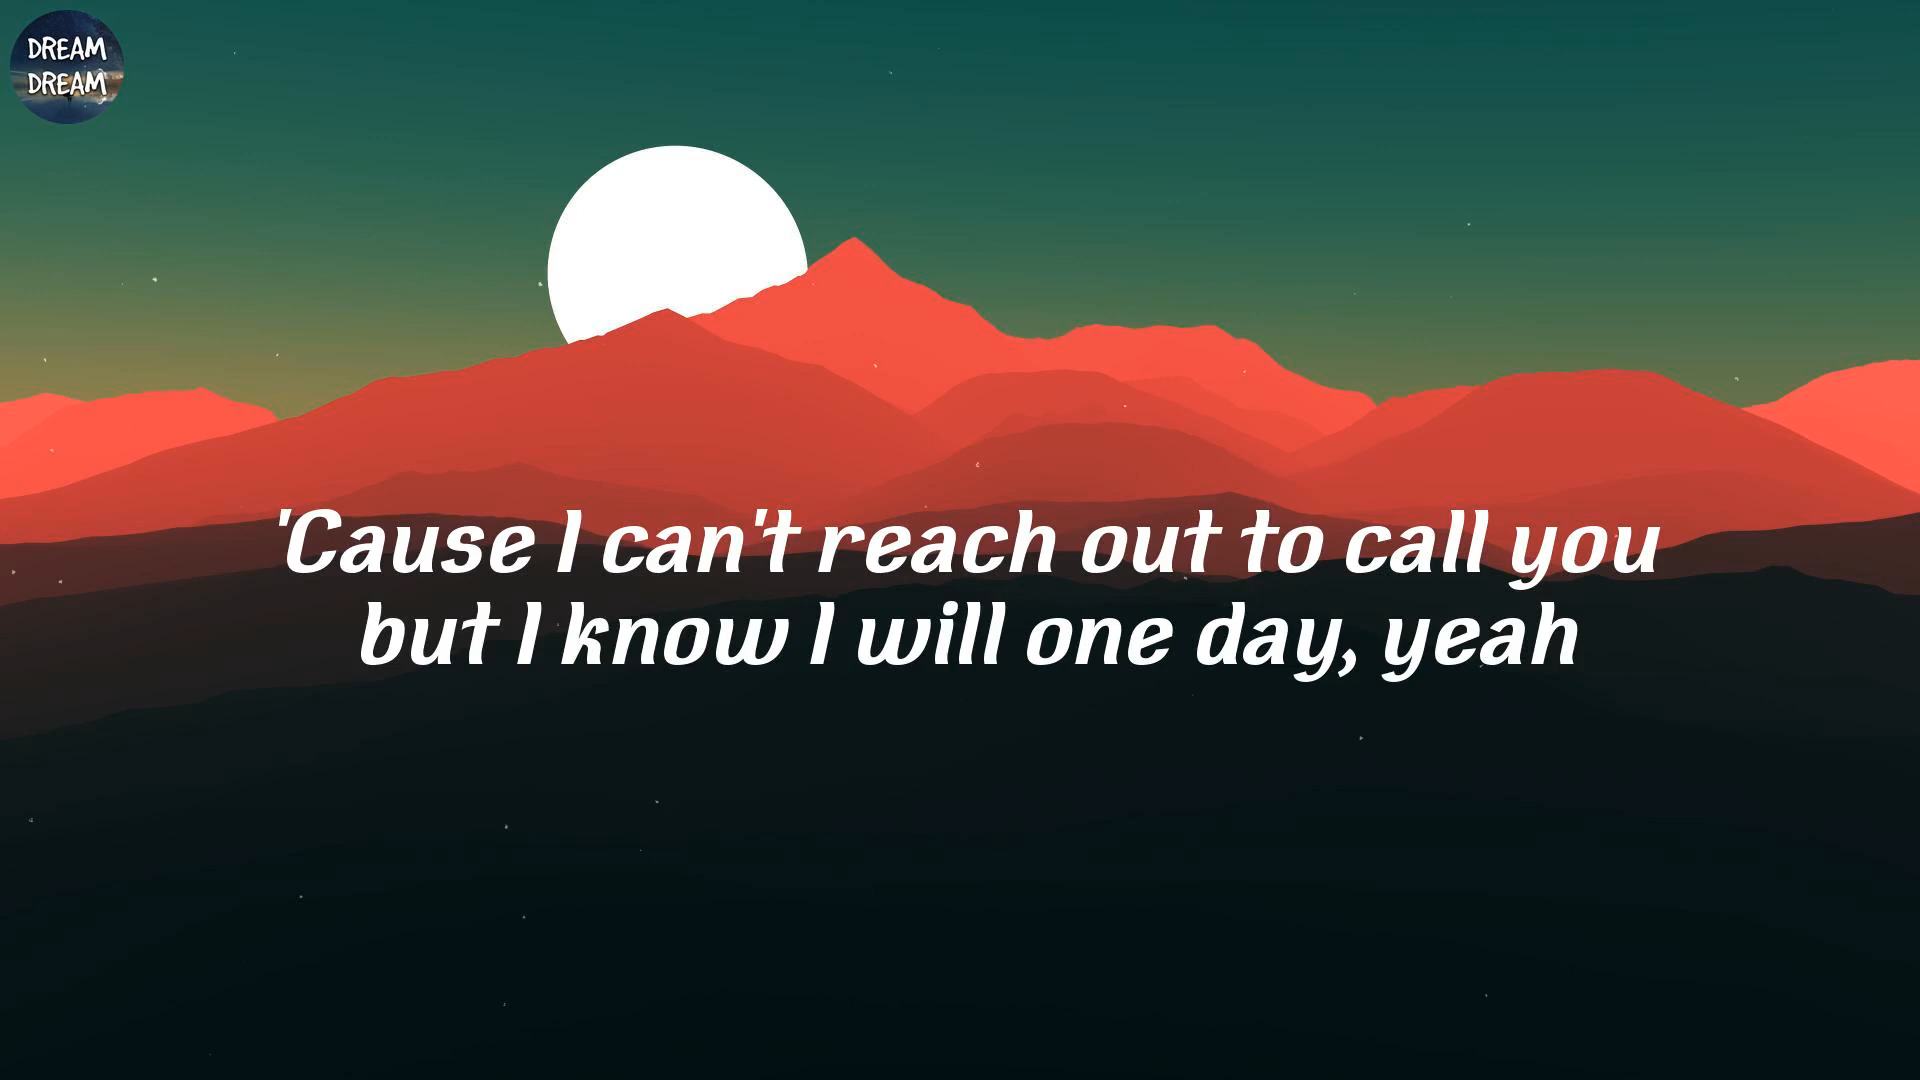 DREAM
DREAM
'Cause I can't reach out to call you
but I know I will one day, yeah